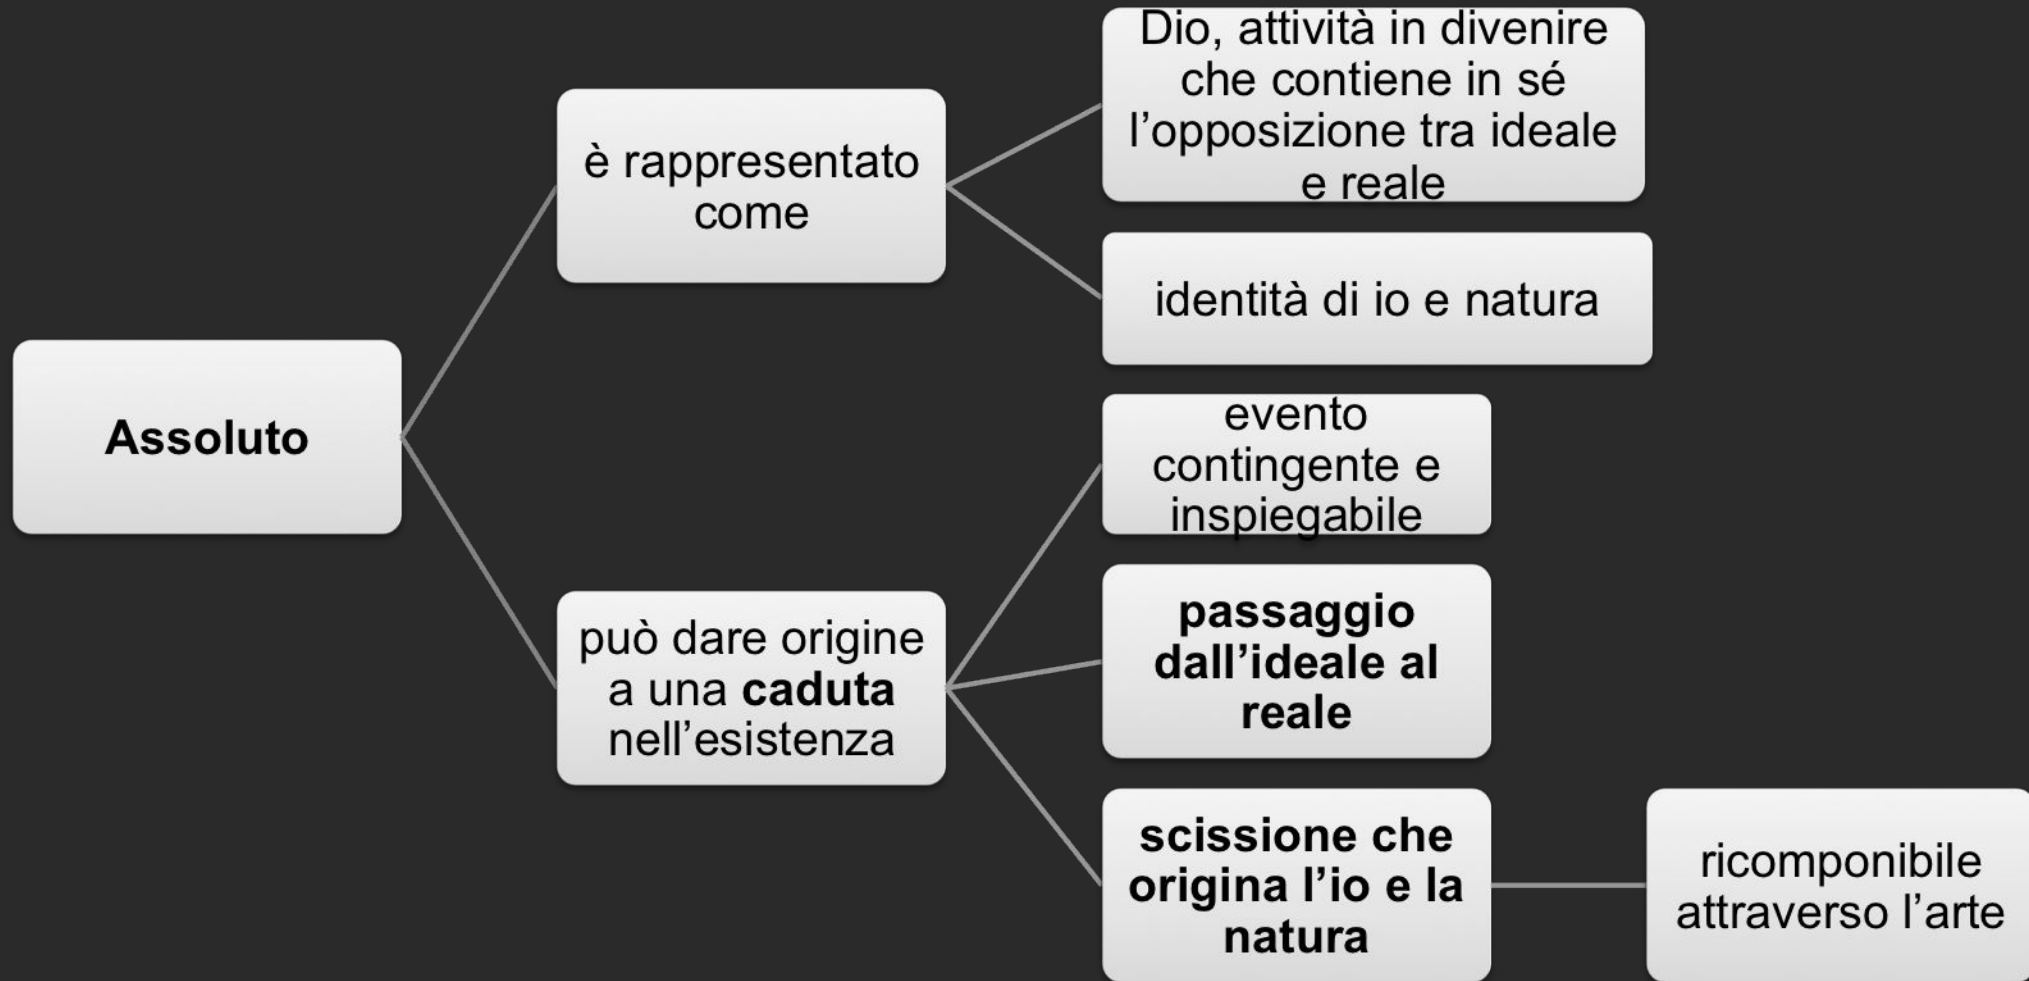 Assoluto
è rappresentato
come
Dio, attività in divenire
che contiene in sé
l’opposizione tra ideale
e reale
identità di io e natura
può dare origine
a una caduta
nell’esistenza
evento
contingente e
inspiegabile
passaggio
dall’ideale al
reale
scissione che
origina l’io e la
natura
ricomponibile
attraverso l’arte